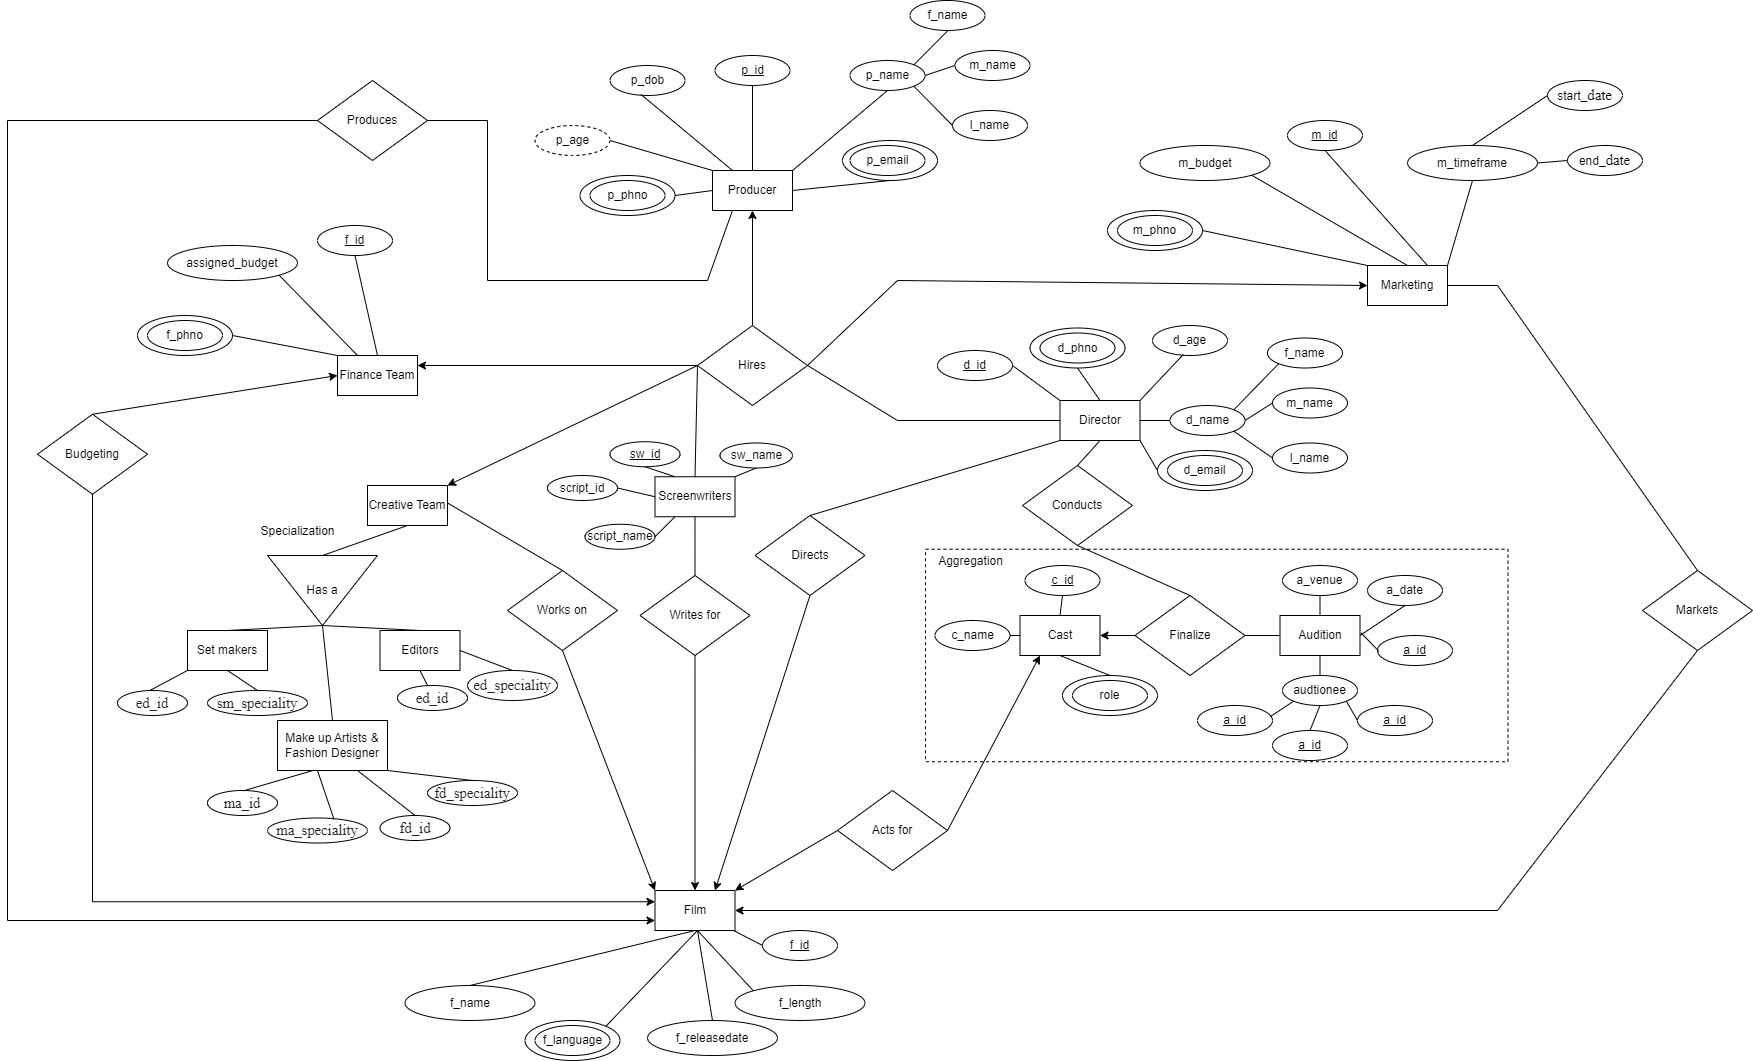 f_name
p_id
p_name
m_name
p_dob
start_date
Produces
l_name
m_id
p_age
p_email
m_budget
m_timeframe
end_date
Producer
p_phno
m_phno
f_id
assigned_budget
Marketing
f_phno
d_phno
d_age
f_name
d_id
Hires
Finance Team
m_name
Director
d_name
Budgeting
sw_id
sw_name
l_name
d_email
script_id
Screenwriters
Creative Team
Conducts
Specialization
script_name
Directs
Aggregation
Has a
c_id
a_venue
a_date
Works on
Writes for
Markets
c_name
Cast
Finalize
Audition
Set makers
Editors
a_id
ed_id
sm_speciality
ed_id
ed_speciality
role
audtionee
a_id
a_id
a_id
Make up Artists &
Fashion Designer
ma_id
fd_speciality
ma_speciality
fd_id
Acts for
Film
f_id
f_name
f_length
f_language
f_releasedate